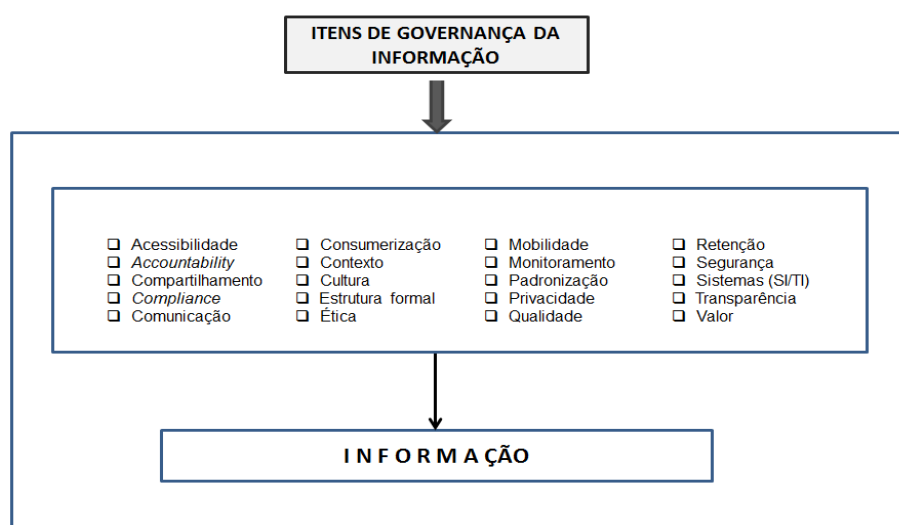 ITENS DE GOVERNANÇA DA
INFORMAÇÃO
❑ Acessibilidade
❑ Accountability
❑ Compartilhamento
❑ Compliance
❑ Comunicação
❑ Consumerização
❑ Contexto
❑ Cultura
❑ Estrutura formal
❑ Ética
❑ Mobilidade
❑ Monitoramento
❑ Padronização
❑ Privacidade
❑ Qualidade
❑ Retenção
❑ Segurança
❑ Sistemas (SI/TI)
❑ Transparência
❑ Valor
I N F O R M A ÇÃO